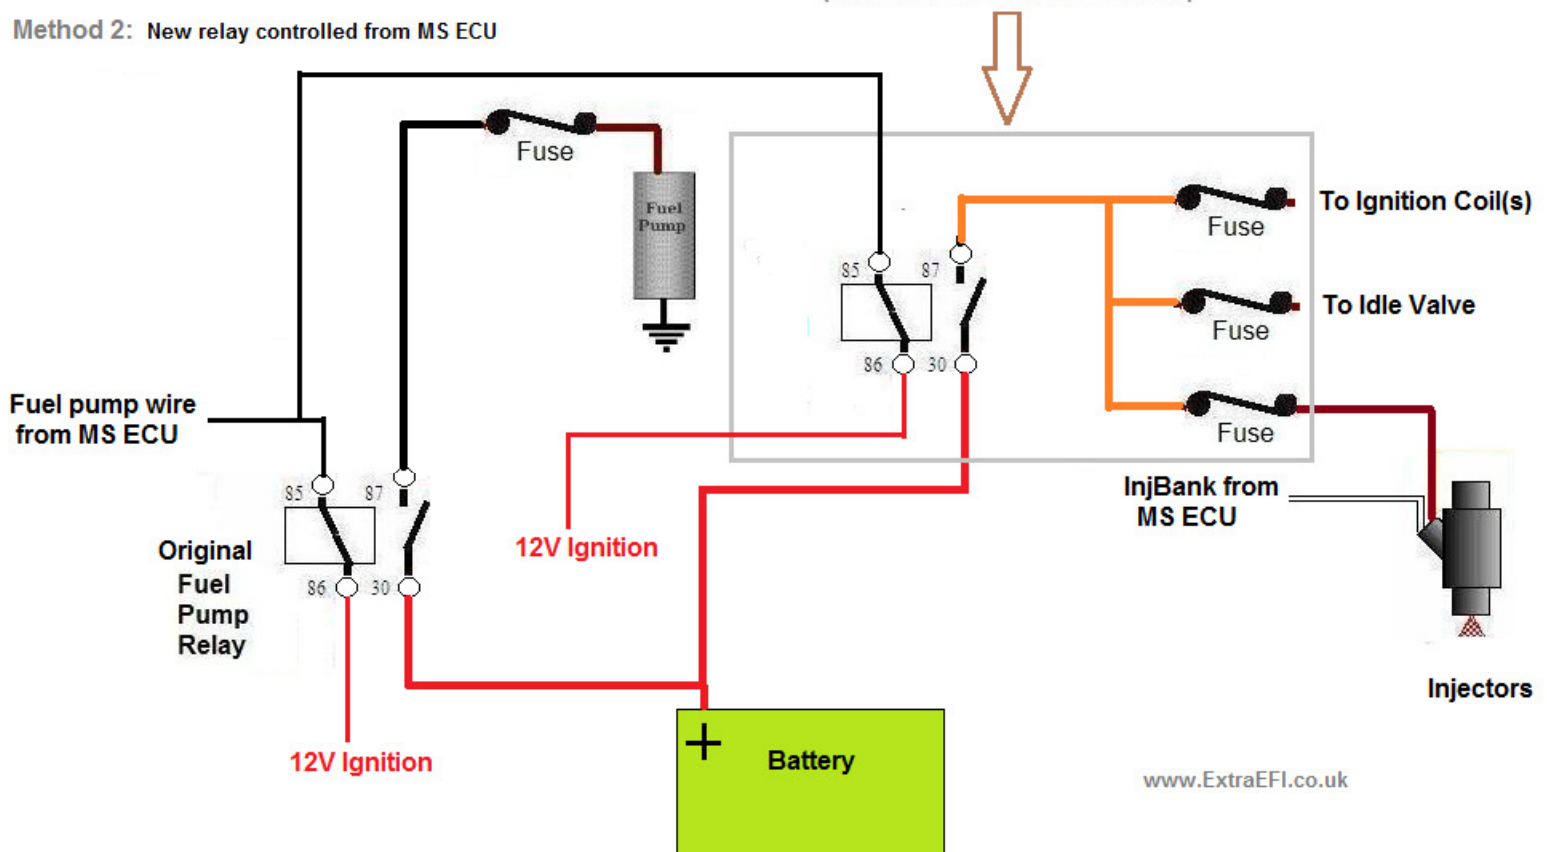 Method 2: New relay controlled from MS ECU
Fuse
Fuel
Pump
Fuse
To Ignition Coil(s)
85
87
Fuse
To Idle Valve
86
30
Fuse
Fuel pump wire
from MS ECU
85
87
InjBank from
MS ECU
12V Ignition
Original
Fuel
Pump
Relay
86
30
Injectors
12V Ignition
+
Battery
www.ExtraEFI.co.uk